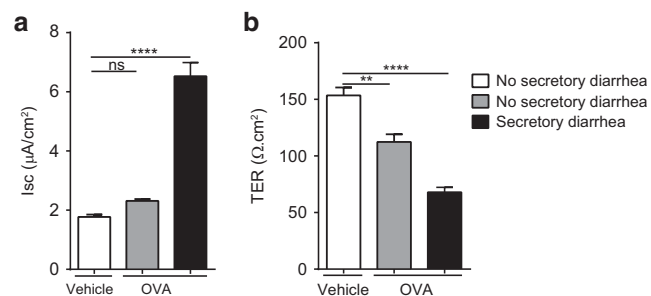 a
****
ns
8
6
4
2
0
Isc (μA/cm²)
Vehicle OVA
b
****
**
200
150
100
50
0
TER (Ω.cm²)
Vehicle OVA
No secretory diarrhea
No secretory diarrhea
Secretory diarrhea